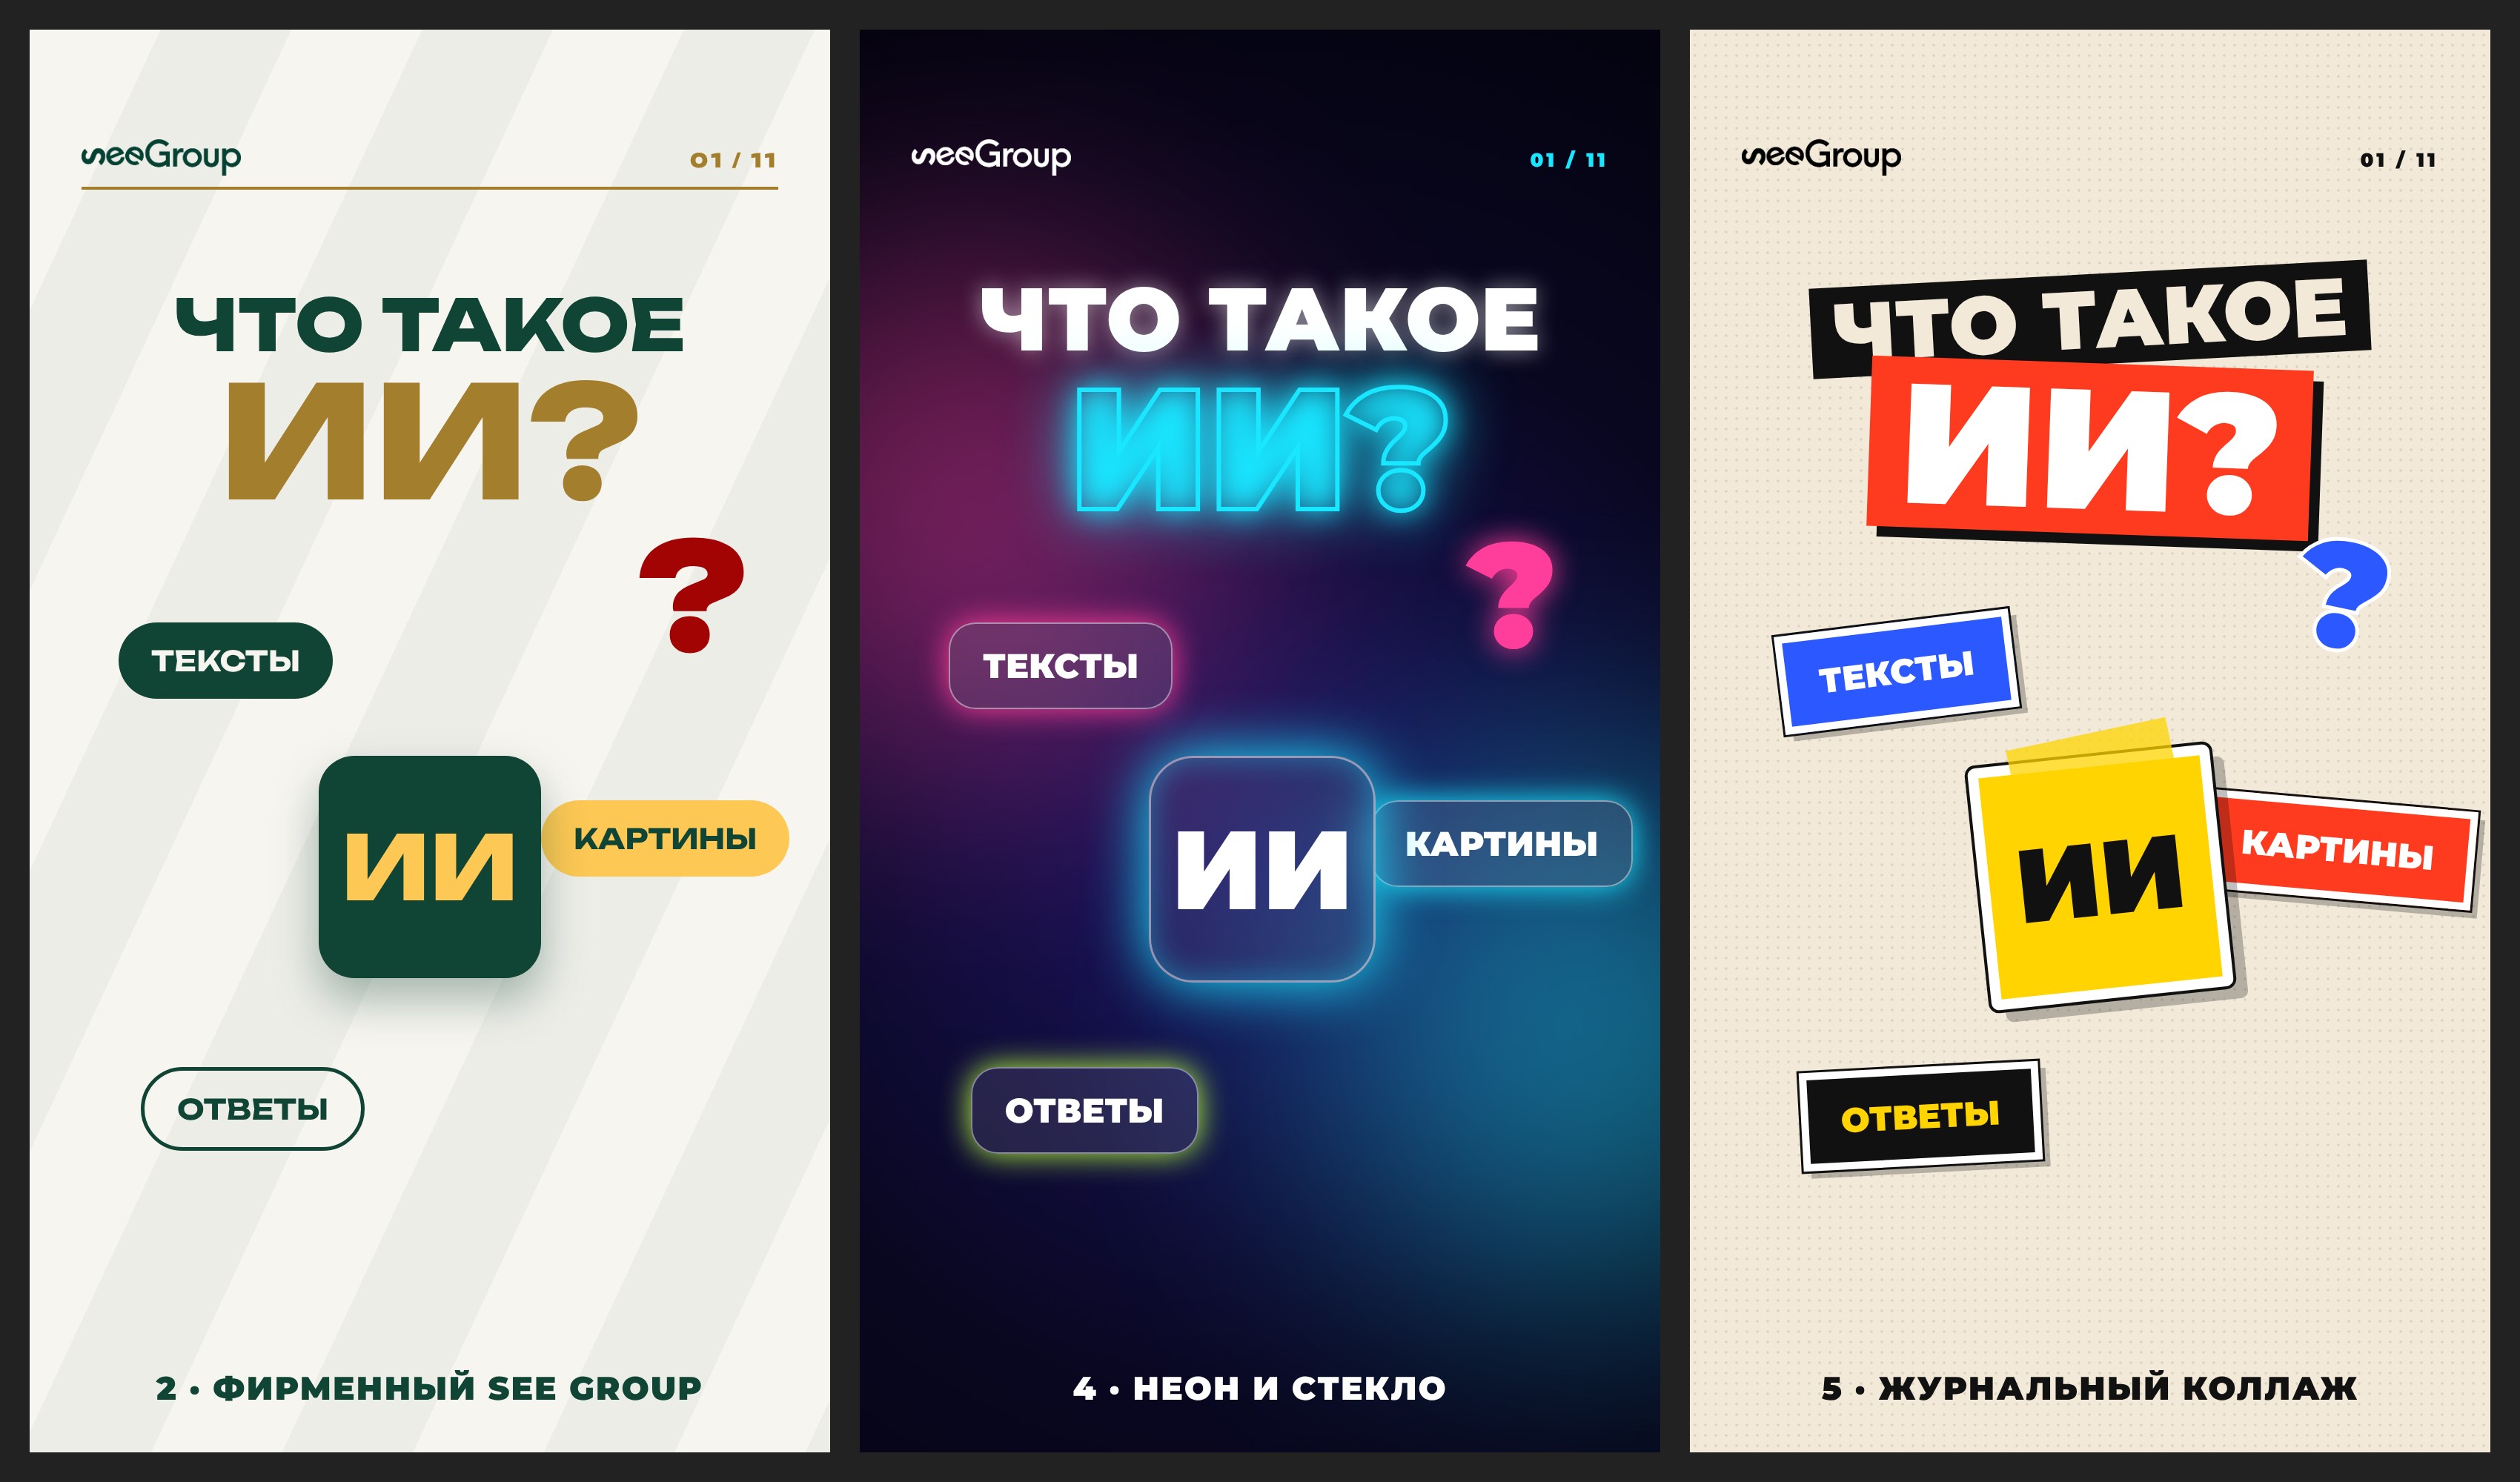 seeGroup
01 / 11
ЧТО ТАКОЕ
ИИ?
?
ТЕКСТЫ
ИИ
КАРТИНЫ
ОТВЕТЫ
2 • ФИРМЕННЫЙ SEE GROUP
seeGroup
01 / 11
ЧТО ТАКОЕ
ИИ?
?
ТЕКСТЫ
ИИ
КАРТИНЫ
ОТВЕТЫ
4 • НЕОН И СТЕКЛО
seeGroup
01 / 11
ЧТО ТАКОЕ
ИИ?
?
ТЕКСТЫ
ИИ
КАРТИНЫ
ОТВЕТЫ
5 • ЖУРНАЛЬНЫЙ КОЛЛАЖ